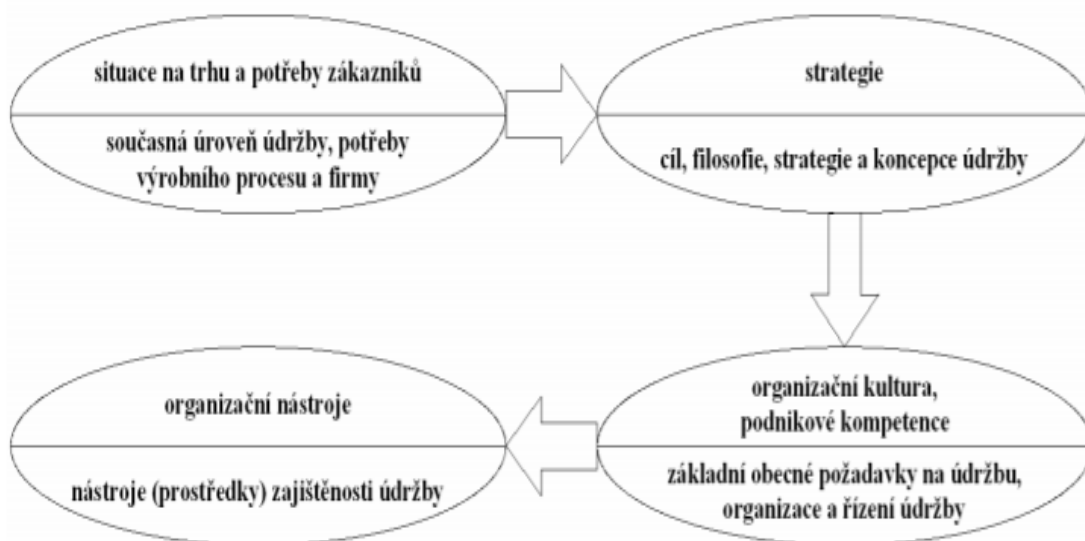 situace na trhu a potřeby zákazníků
současná úroveň údržby, potřeby
výrobního procesu a firmy
strategie
cíl, filosofie, strategie a koncepce údržby
organizační kultura,
podnikové kompetence
základní obecné požadavky na údržbu,
organizace a řízení údržby
organizační nástroje
nástroje (prostředky) zajištěnosti údržby